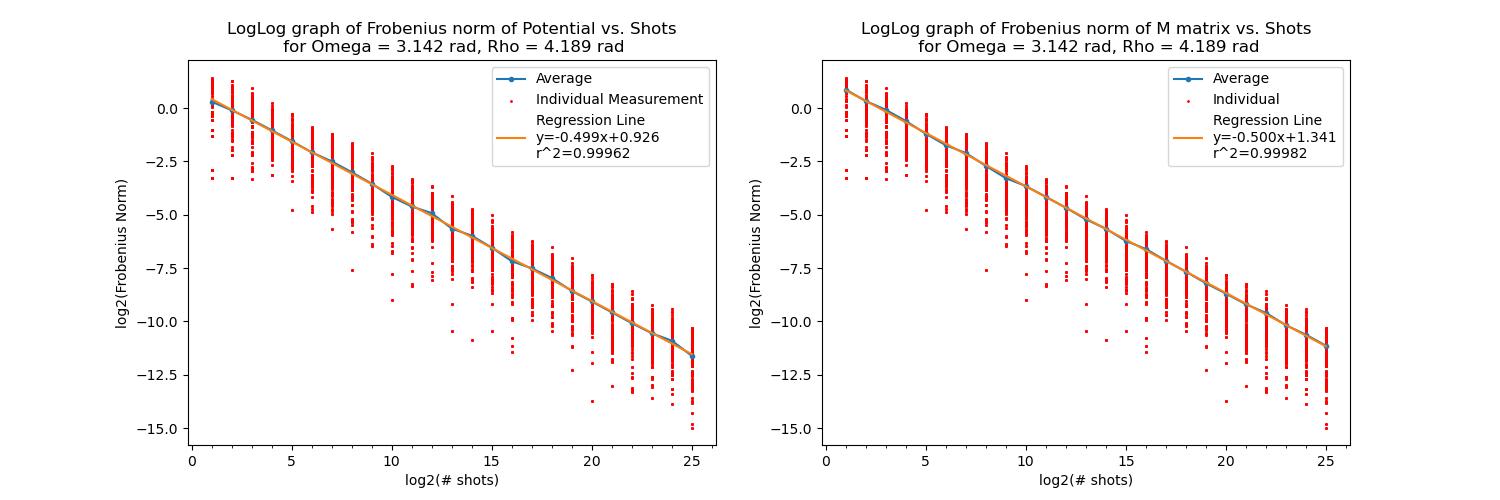 LogLog graph of Frobenius norm of Potential vs. Shots
for Omega = 3.142 rad, Rho = 4.189 rad
Average
Individual Measurement
Regression Line
y=-0.499x+0.926
r^2=0.99962
log2(Frobenius Norm)
0.0
−2.5
−5.0
−7.5
−10.0
−12.5
−15.0
0 5 10 15 20 25
log2(# shots)
LogLog graph of Frobenius norm of M matrix vs. Shots
for Omega = 3.142 rad, Rho = 4.189 rad
Average
Individual
Regression Line
y=-0.500x+1.341
r^2=0.99982
log2(Frobenius Norm)
0.0
−2.5
−5.0
−7.5
−10.0
−12.5
−15.0
0 5 10 15 20 25
log2(# shots)